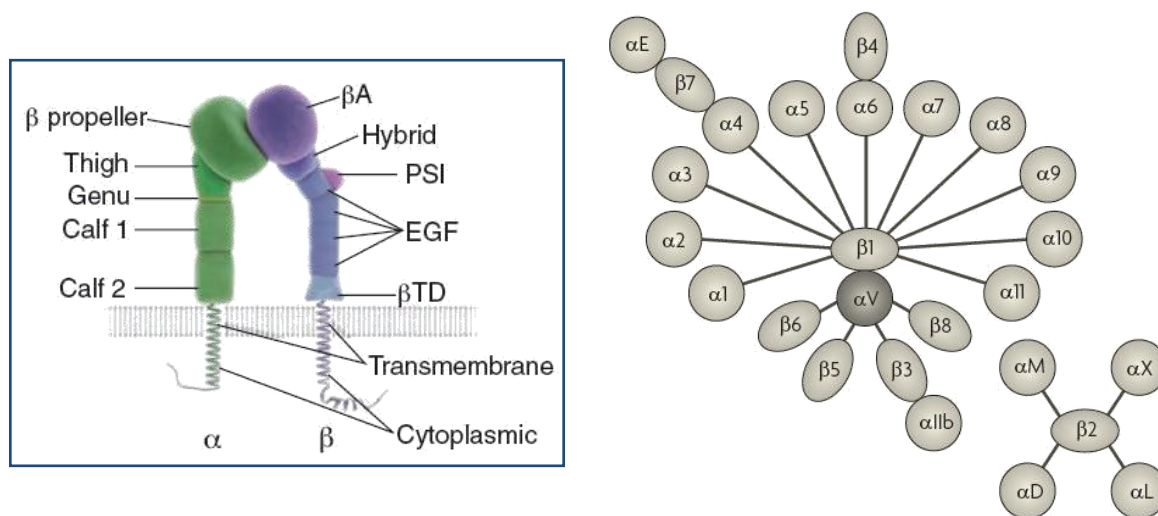 β propeller
Thigh
Genu
Calf 1
Calf 2
βA
Hybrid
PSI
EGF
βTD
Transmembrane
Cytoplasmic
α
β
αE
β7
α4
β4
α6
α5
α7
α8
α3
α9
α2
α10
β1
α1
α11
αV
β6
β8
β5
β3
αIIb
αM
αX
β2
αD
αL